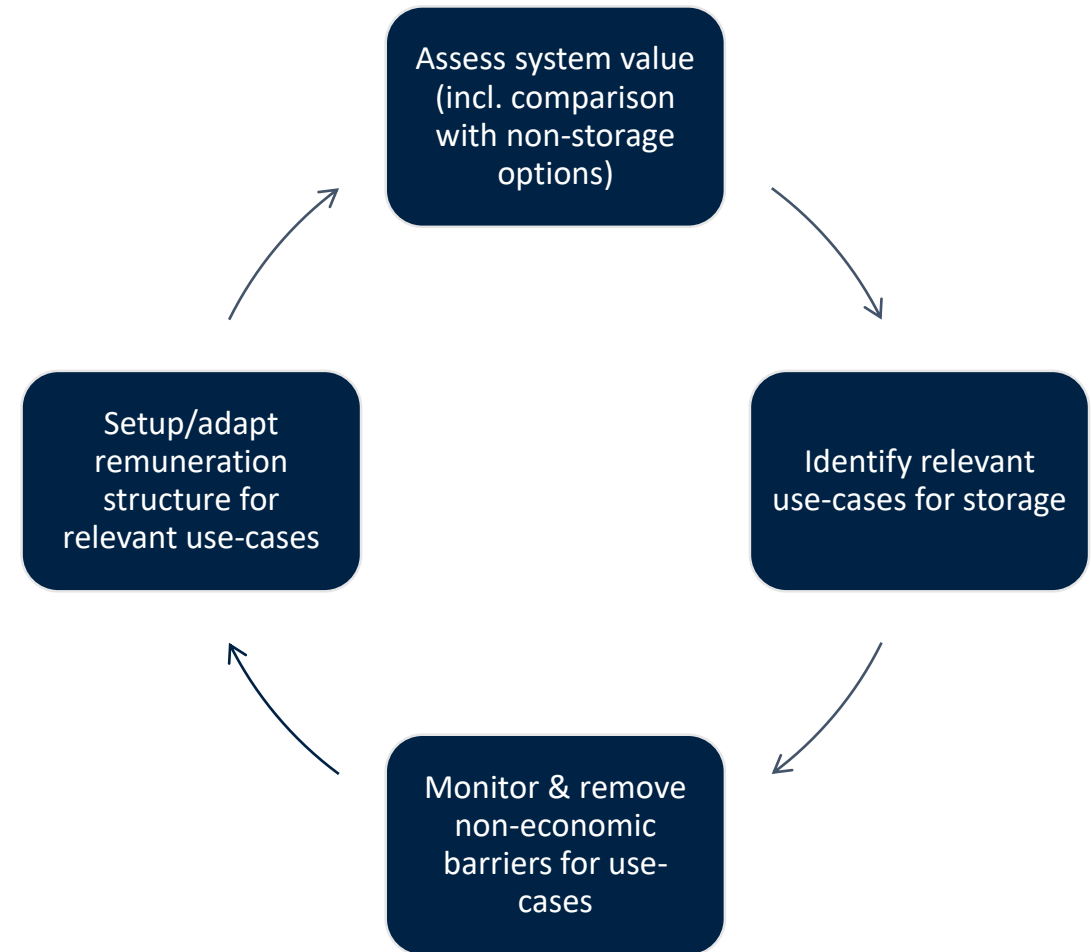 Assess system value
(incl. comparison
with non-storage
options)
Identify relevant
use-cases for storage
Monitor & remove
non-economic
barriers for use-
cases
Setup/adapt
remuneration
structure for
relevant use-cases